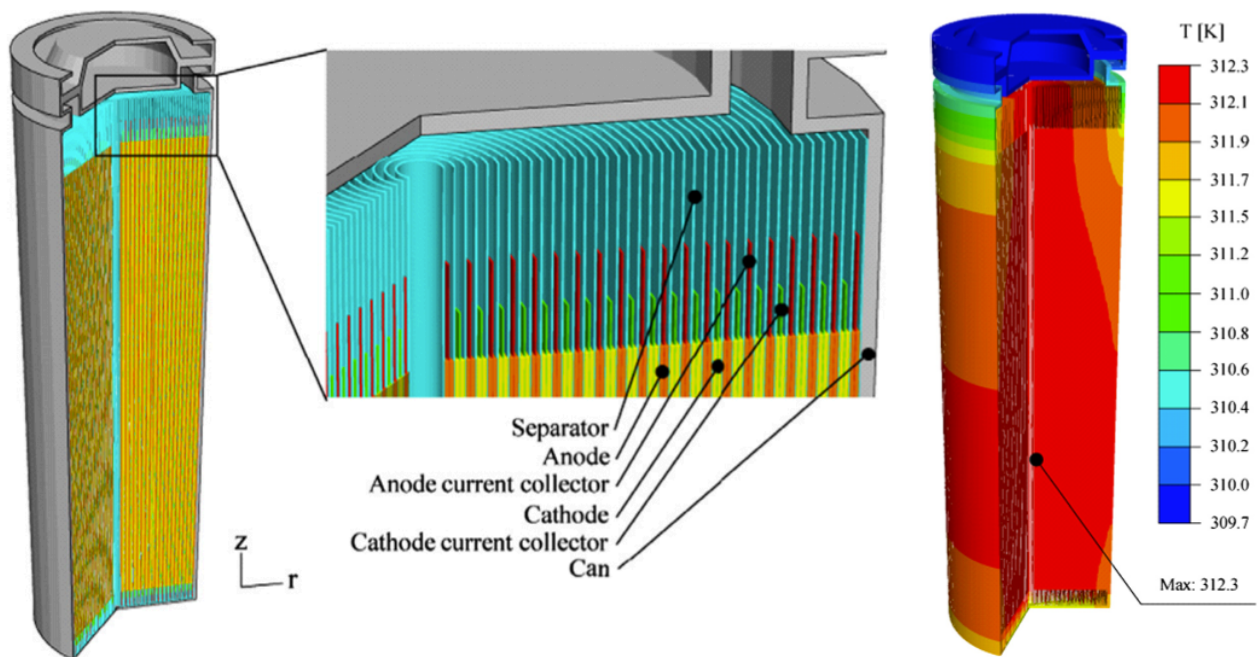 z
r
Separator
Anode
Anode current collector
Cathode
Cathode current collector
Can
T [K]
312.3
312.1
311.9
311.7
311.5
311.2
311.0
310.8
310.6
310.4
310.2
310.0
309.7
Max: 312.3